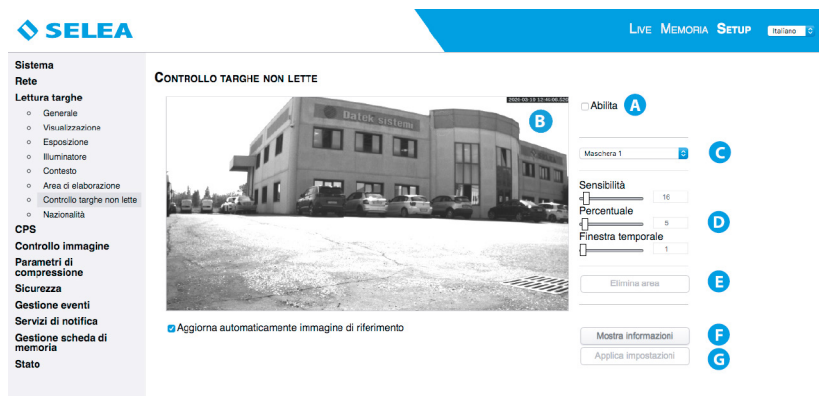 SELEA
LIVE MEMORIA SETUP Italiano
Sistema
Rete
Lettura targhe
Generale
Visualizzazione
Esposizione
Illuminatore
Contesto
Area di elaborazione
Controllo targhe non lette
Nazionalità
CPS
Controllo immagine
Parametri di
compressione
Sicurezza
Gestione eventi
Servizi di notifica
Gestione scheda di
memoria
Stato
CONTROLLO TARGHE NON LETTE
Datek sistemi
B
Aggiorna automaticamente immagine di riferimento
Abilita A
Maschera 1 C
Sensibilità
16
Percentuale
5 D
Finestra temporale
1
Elimina area E
Mostra informazioni F
Applica impostazioni G